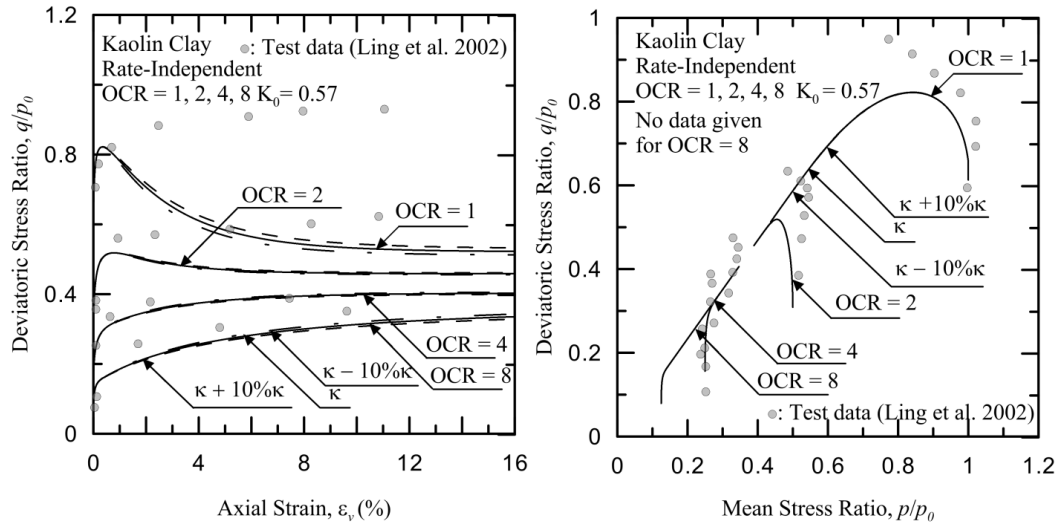 Kaolin Clay
: Test data (Ling et al. 2002)
Rate-Independent
OCR = 1, 2, 4, 8 K₀ = 0.57
OCR = 2
OCR = 1
OCR = 4
OCR = 8
κ − 10%κ
κ + 10%κ
κ
1.2
0.8
0.4
0
0
4
8
12
16
Deviatoric Stress Ratio, q/p₀
Axial Strain, εᵥ (%)
Kaolin Clay
Rate-Independent
OCR = 1, 2, 4, 8 K₀ = 0.57
No data given
for OCR = 8
OCR = 1
κ +10%κ
κ
κ − 10%κ
OCR = 2
OCR = 4
OCR = 8
: Test data (Ling et al. 2002)
1
0.8
0.6
0.4
0.2
0
0
0.2
0.4
0.6
0.8
1
1.2
Deviatoric Stress Ratio, q/p₀
Mean Stress Ratio, p/p₀